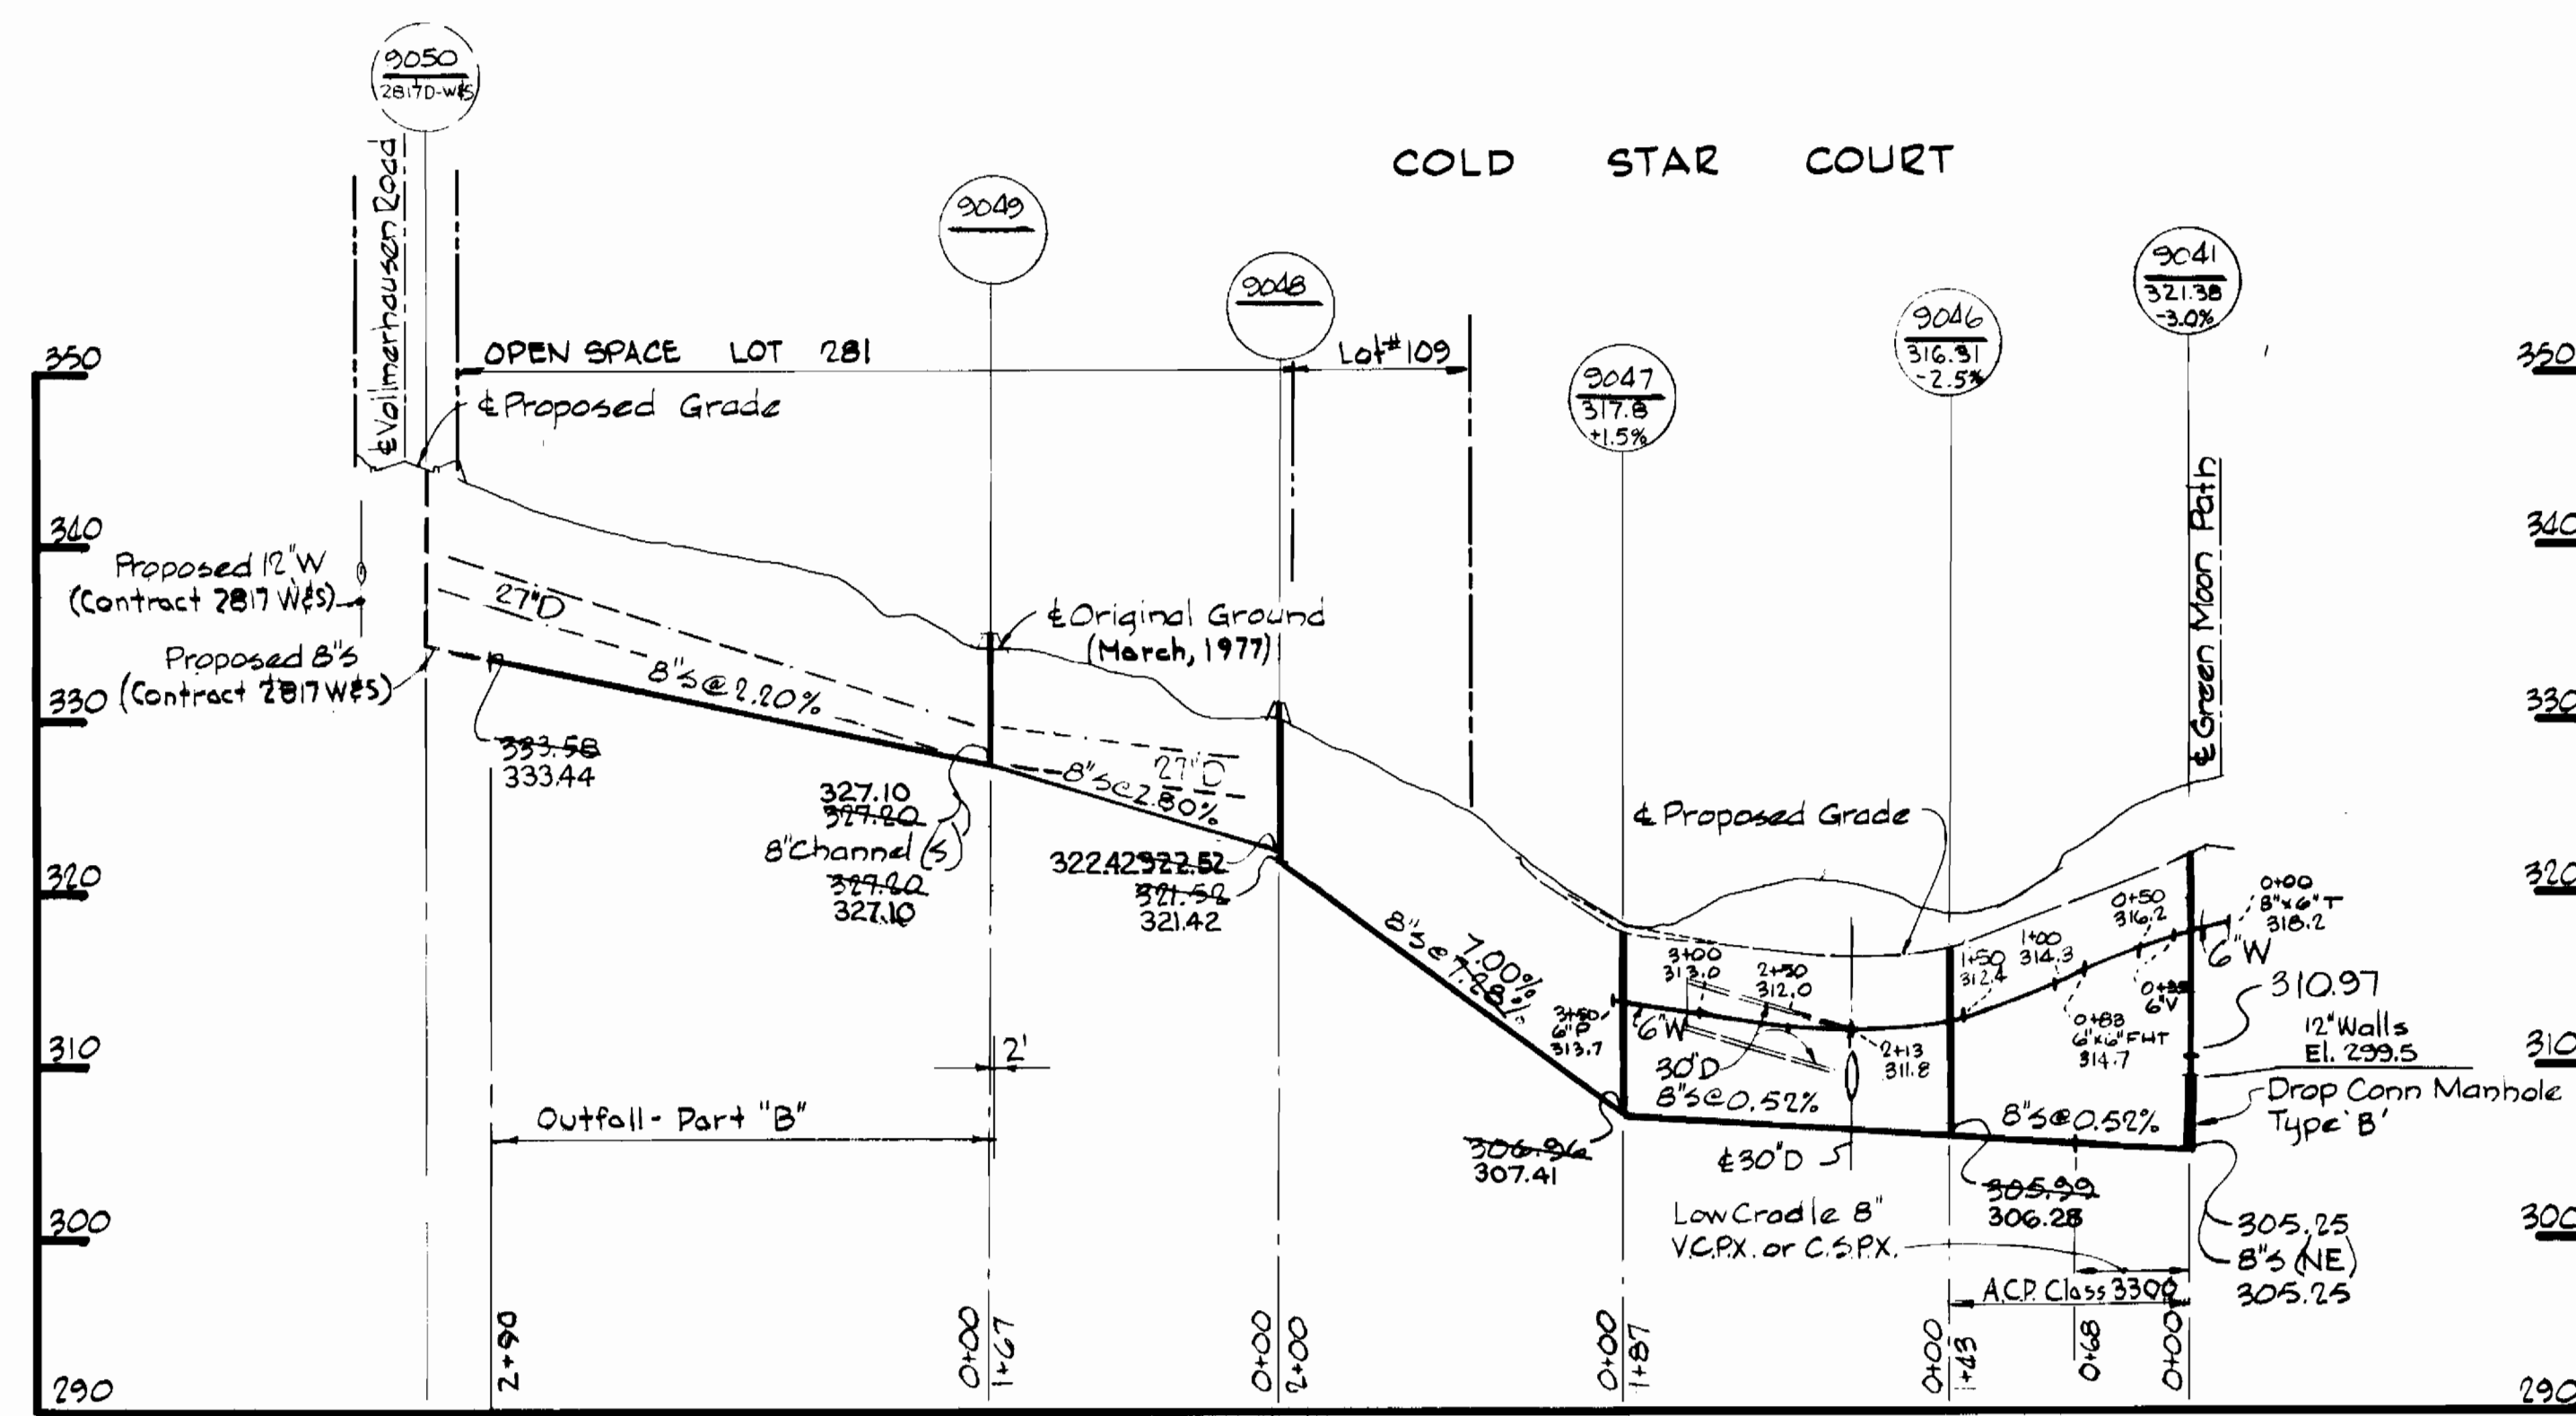 9050
2817D-W&S
COLD STAR COURT
9049
9048
9041
321.38
-3.0%
9046
316.31
-2.5%
9047
317.8
+1.5%
℄ Vollmerhausen Road
OPEN SPACE LOT 281
Lot #109
350
350
℄ Proposed Grade
340
340
Proposed 12"W
(Contract 2817 W&S)
27"D
℄ Original Ground
(March, 1977)
℄ Green Moon Path
Proposed 8"S
(Contract 2817 W&S)
330
330
8"S @ 2.20%
333.58
333.44
27"D
8"S @ 2.80%
327.10
327.20
8"Channel (S)
327.20
327.10
℄ Proposed Grade
322.42 322.52
321.52
321.42
320
320
8"S @ 7.00%
7.28%
0+00
8"x6"T
318.2
0+50
316.2
1+00
314.3
1+50
312.4
3+00
313.0
2+50
312.0
6"W
310.97
6"V
0+83
6"x6"FHT
314.7
12"Walls
El. 299.5
3+50
6"P
313.7
6"W
30"D
2+13
311.8
8"S@0.52%
8"S@0.52%
Drop Conn Manhole
Type 'B'
310
310
2'
Outfall - Part "B"
306.96
307.41
℄ 30"D
305.99
306.28
Low Cradle 8"
V.C.P.X. or C.S.P.X.
305.25
8"S (NE)
305.25
A.C.P. Class 3300
300
300
2+90
0+00
1+67
0+00
2+00
0+00
1+87
0+00
1+43
0+68
0+00
290
290